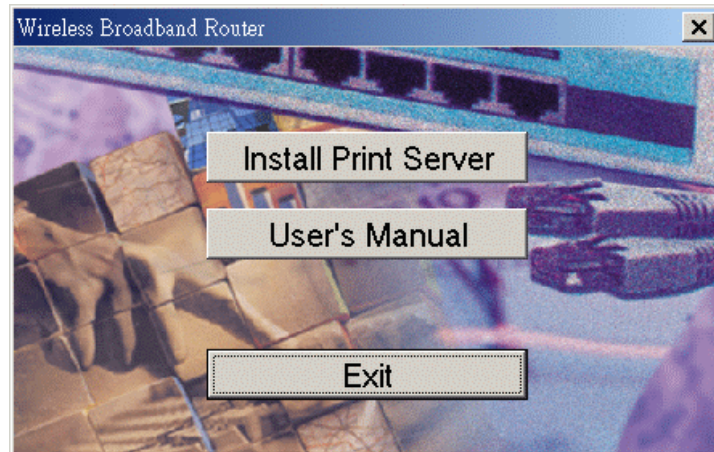 Wireless Broadband Router
Install Print Server
User's Manual
Exit